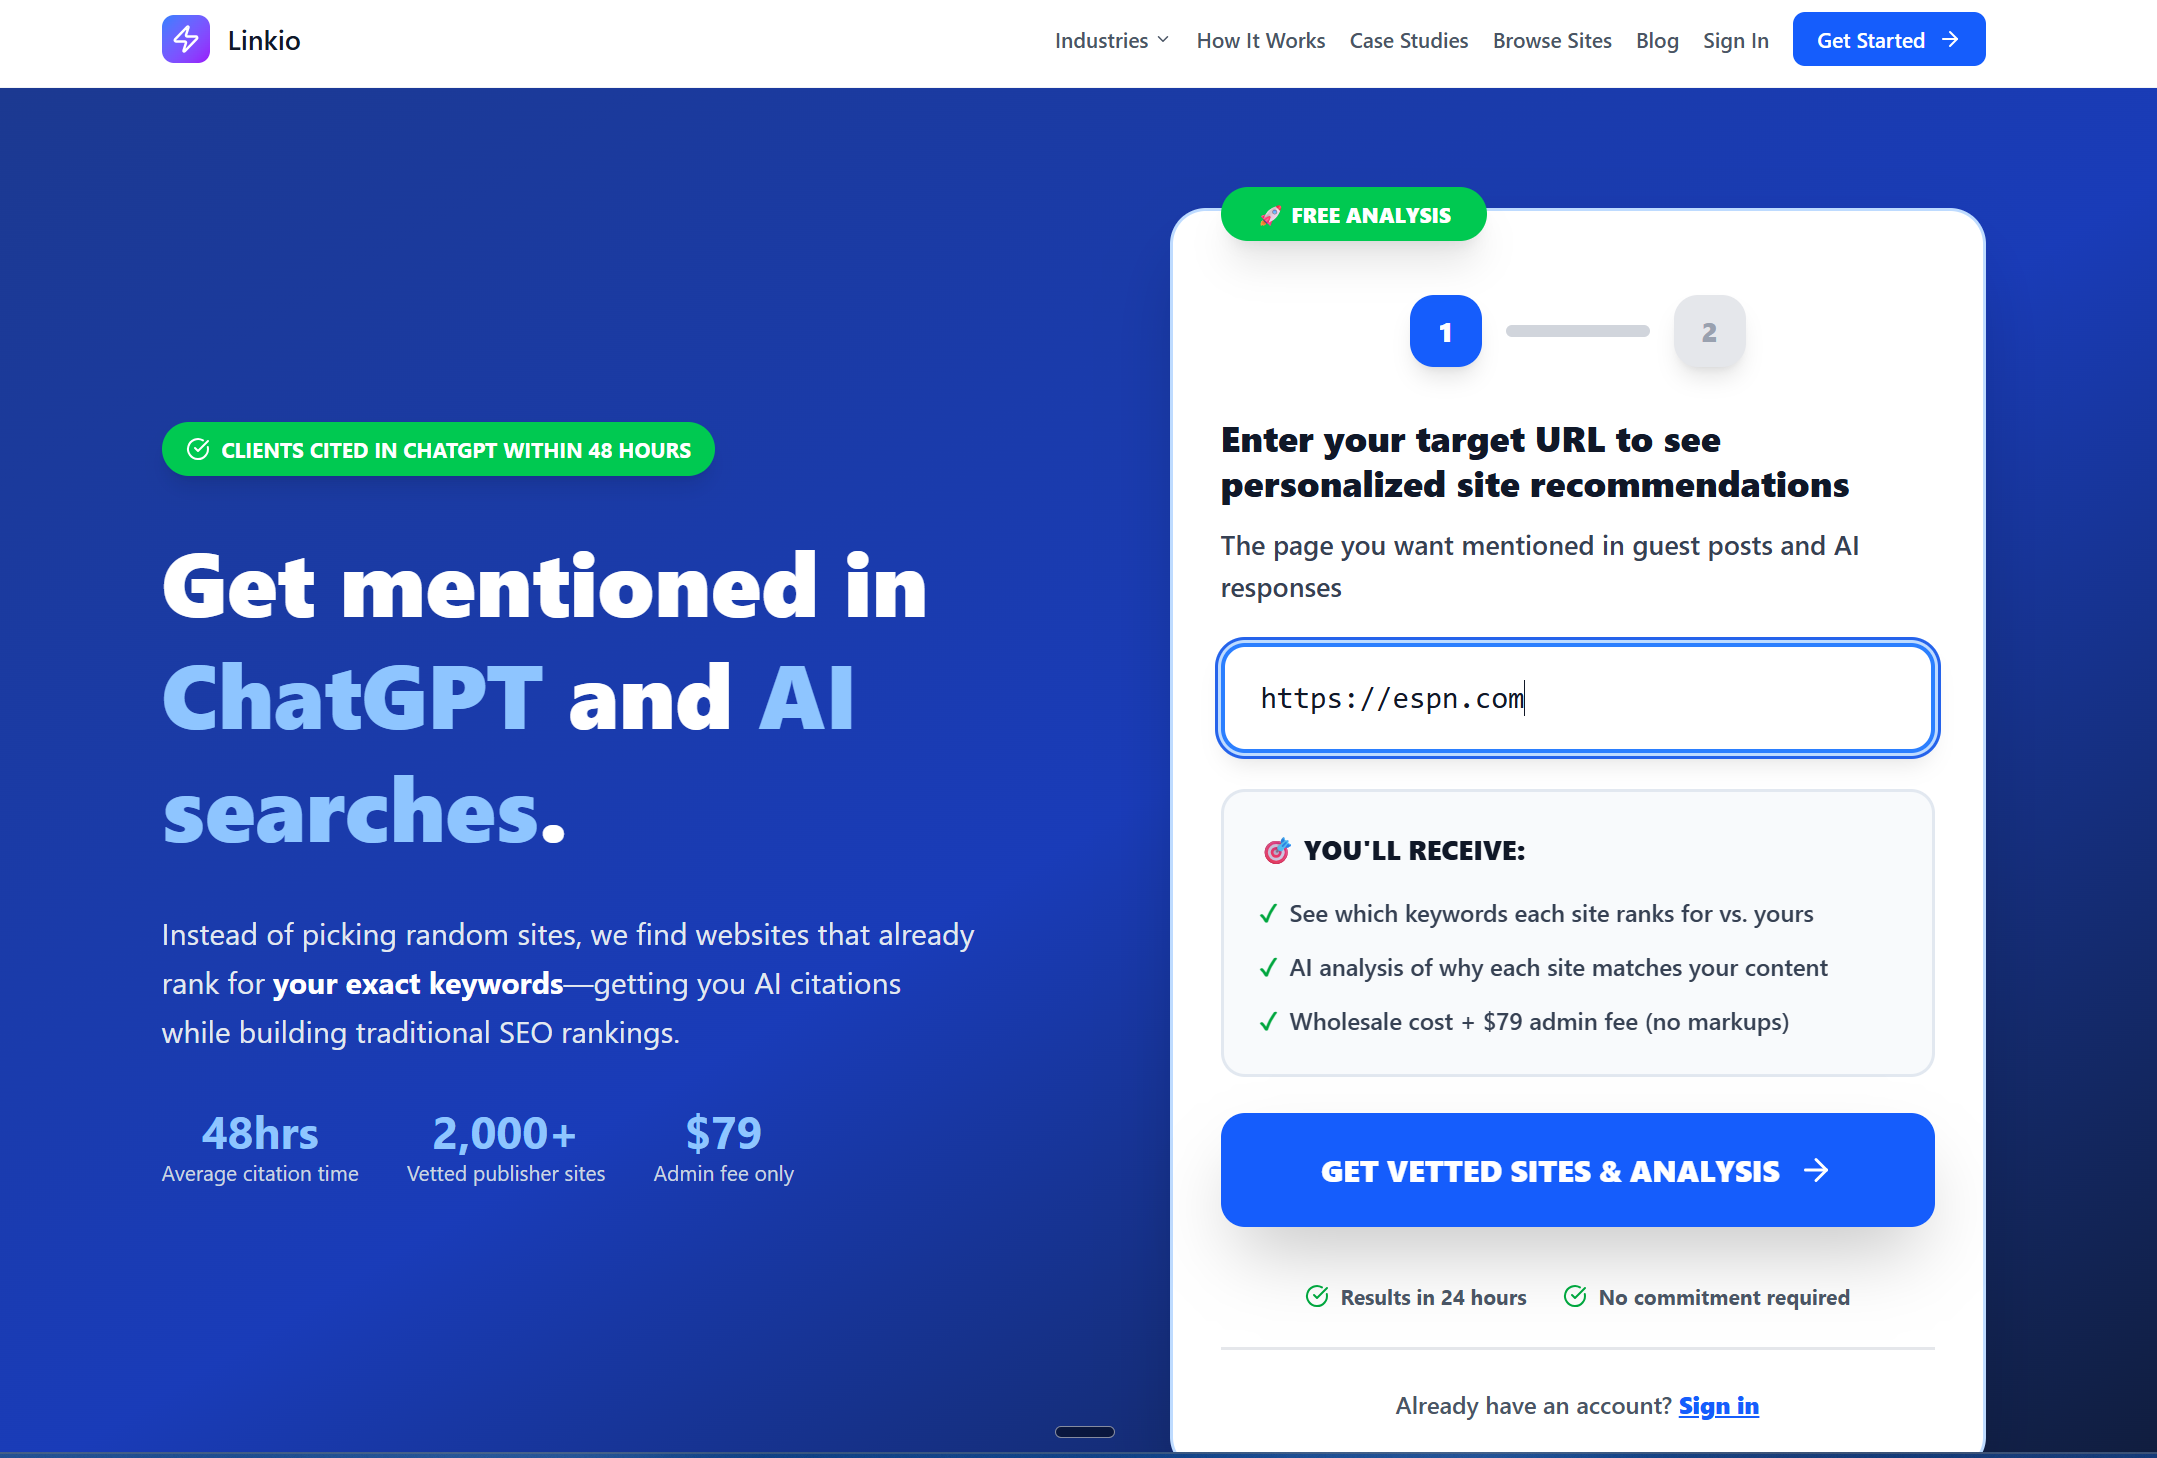 Linkio
Industries
How It Works
Case Studies
Browse Sites
Blog
Sign In
Get Started
CLIENTS CITED IN CHATGPT WITHIN 48 HOURS
Get mentioned in
ChatGPT and AI
searches.
Instead of picking random sites, we find websites that already
rank for your exact keywords—getting you AI citations
while building traditional SEO rankings.
48hrs
Average citation time
2,000+
Vetted publisher sites
$79
Admin fee only
FREE ANALYSIS
1
2
Enter your target URL to see
personalized site recommendations
The page you want mentioned in guest posts and AI
responses
https://espn.com
YOU'LL RECEIVE:
✓ See which keywords each site ranks for vs. yours
✓ AI analysis of why each site matches your content
✓ Wholesale cost + $79 admin fee (no markups)
GET VETTED SITES & ANALYSIS
Results in 24 hours
No commitment required
Already have an account? Sign in